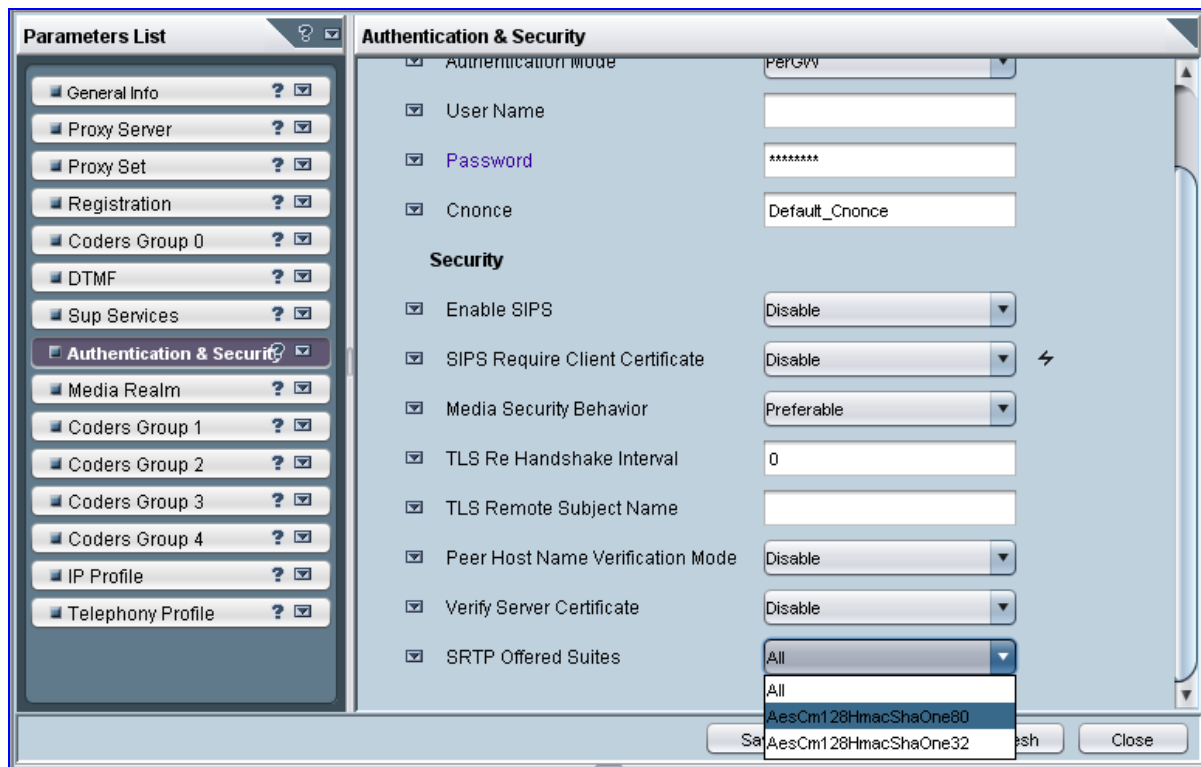 Parameters List
General Info
Proxy Server
Proxy Set
Registration
Coders Group 0
DTMF
Sup Services
Authentication & Security
Media Realm
Coders Group 1
Coders Group 2
Coders Group 3
Coders Group 4
IP Profile
Telephony Profile
Authentication & Security
Authentication Mode PerGW
User Name
Password ********
Cnonce Default_Cnonce
Security
Enable SIPS Disable
SIPS Require Client Certificate Disable
Media Security Behavior Preferable
TLS Re Handshake Interval 0
TLS Remote Subject Name
Peer Host Name Verification Mode Disable
Verify Server Certificate Disable
SRTP Offered Suites All
All
AesCm128HmacShaOne80
AesCm128HmacShaOne32
Close